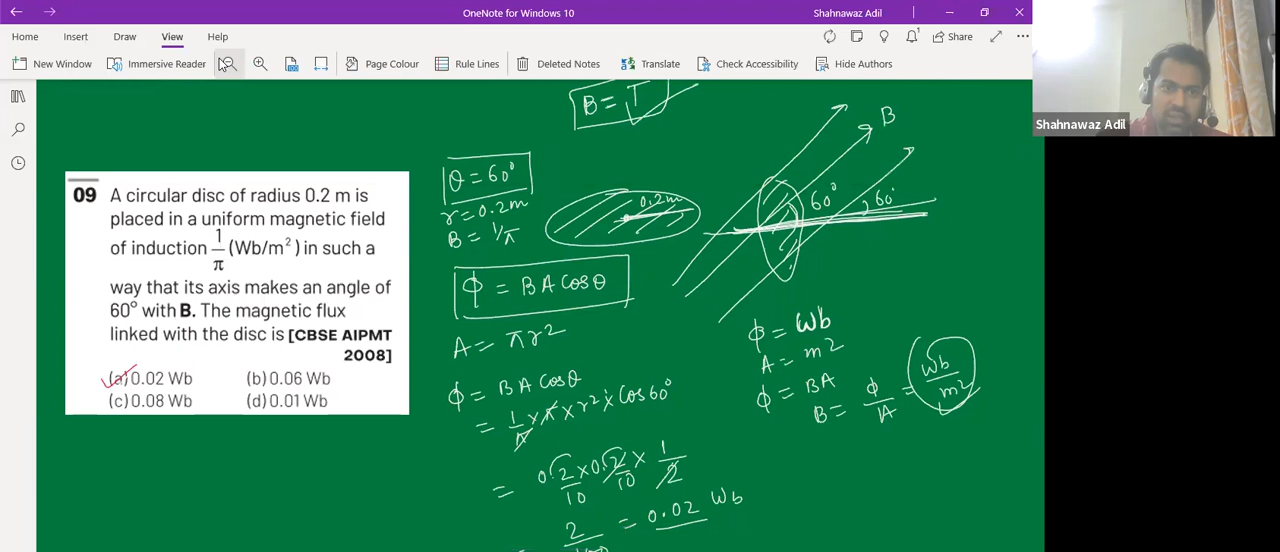 OneNote for Windows 10
Shahnawaz Adil
Home Insert Draw View Help
Share
New Window Immersive Reader Page Colour Rule Lines Deleted Notes Translate Check Accessibility Hide Authors
Shahnawaz Adil
B = T
09 A circular disc of radius 0.2 m is
placed in a uniform magnetic field
of induction 1/π (Wb/m²) in such a
way that its axis makes an angle of
60° with B. The magnetic flux
linked with the disc is [CBSE AIPMT
2008]
(a) 0.02 Wb (b) 0.06 Wb
(c) 0.08 Wb (d) 0.01 Wb
θ = 60°
r = 0.2m
B = 1/π
0.2m
ϕ = BA cosθ
A = πr²
ϕ = BA cosθ
= 1/π × π × r² × cos 60°
= 0.2/10 × 0.2/10 × 1/2
2/100 = 0.02 Wb
B
60° 60°
ϕ = Wb
A = m²
ϕ = BA
B = ϕ/A = Wb/m²